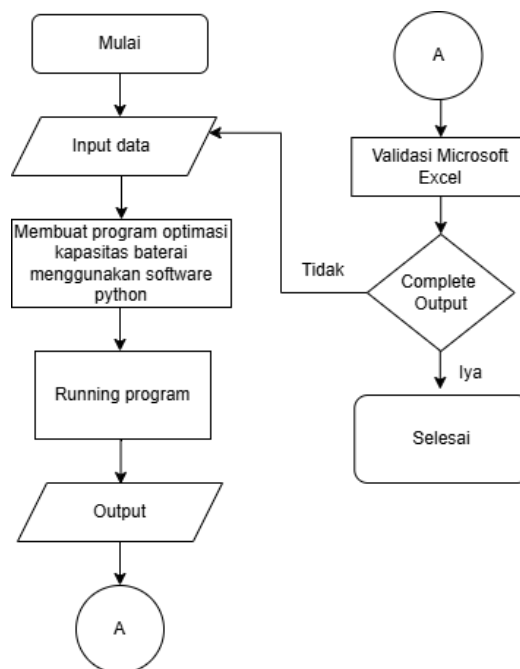 Mulai
Input data
Membuat program optimasi
kapasitas baterai
menggunakan software
python
Running program
Output
A
A
Validasi Microsoft
Excel
Complete
Output
Tidak
Iya
Selesai